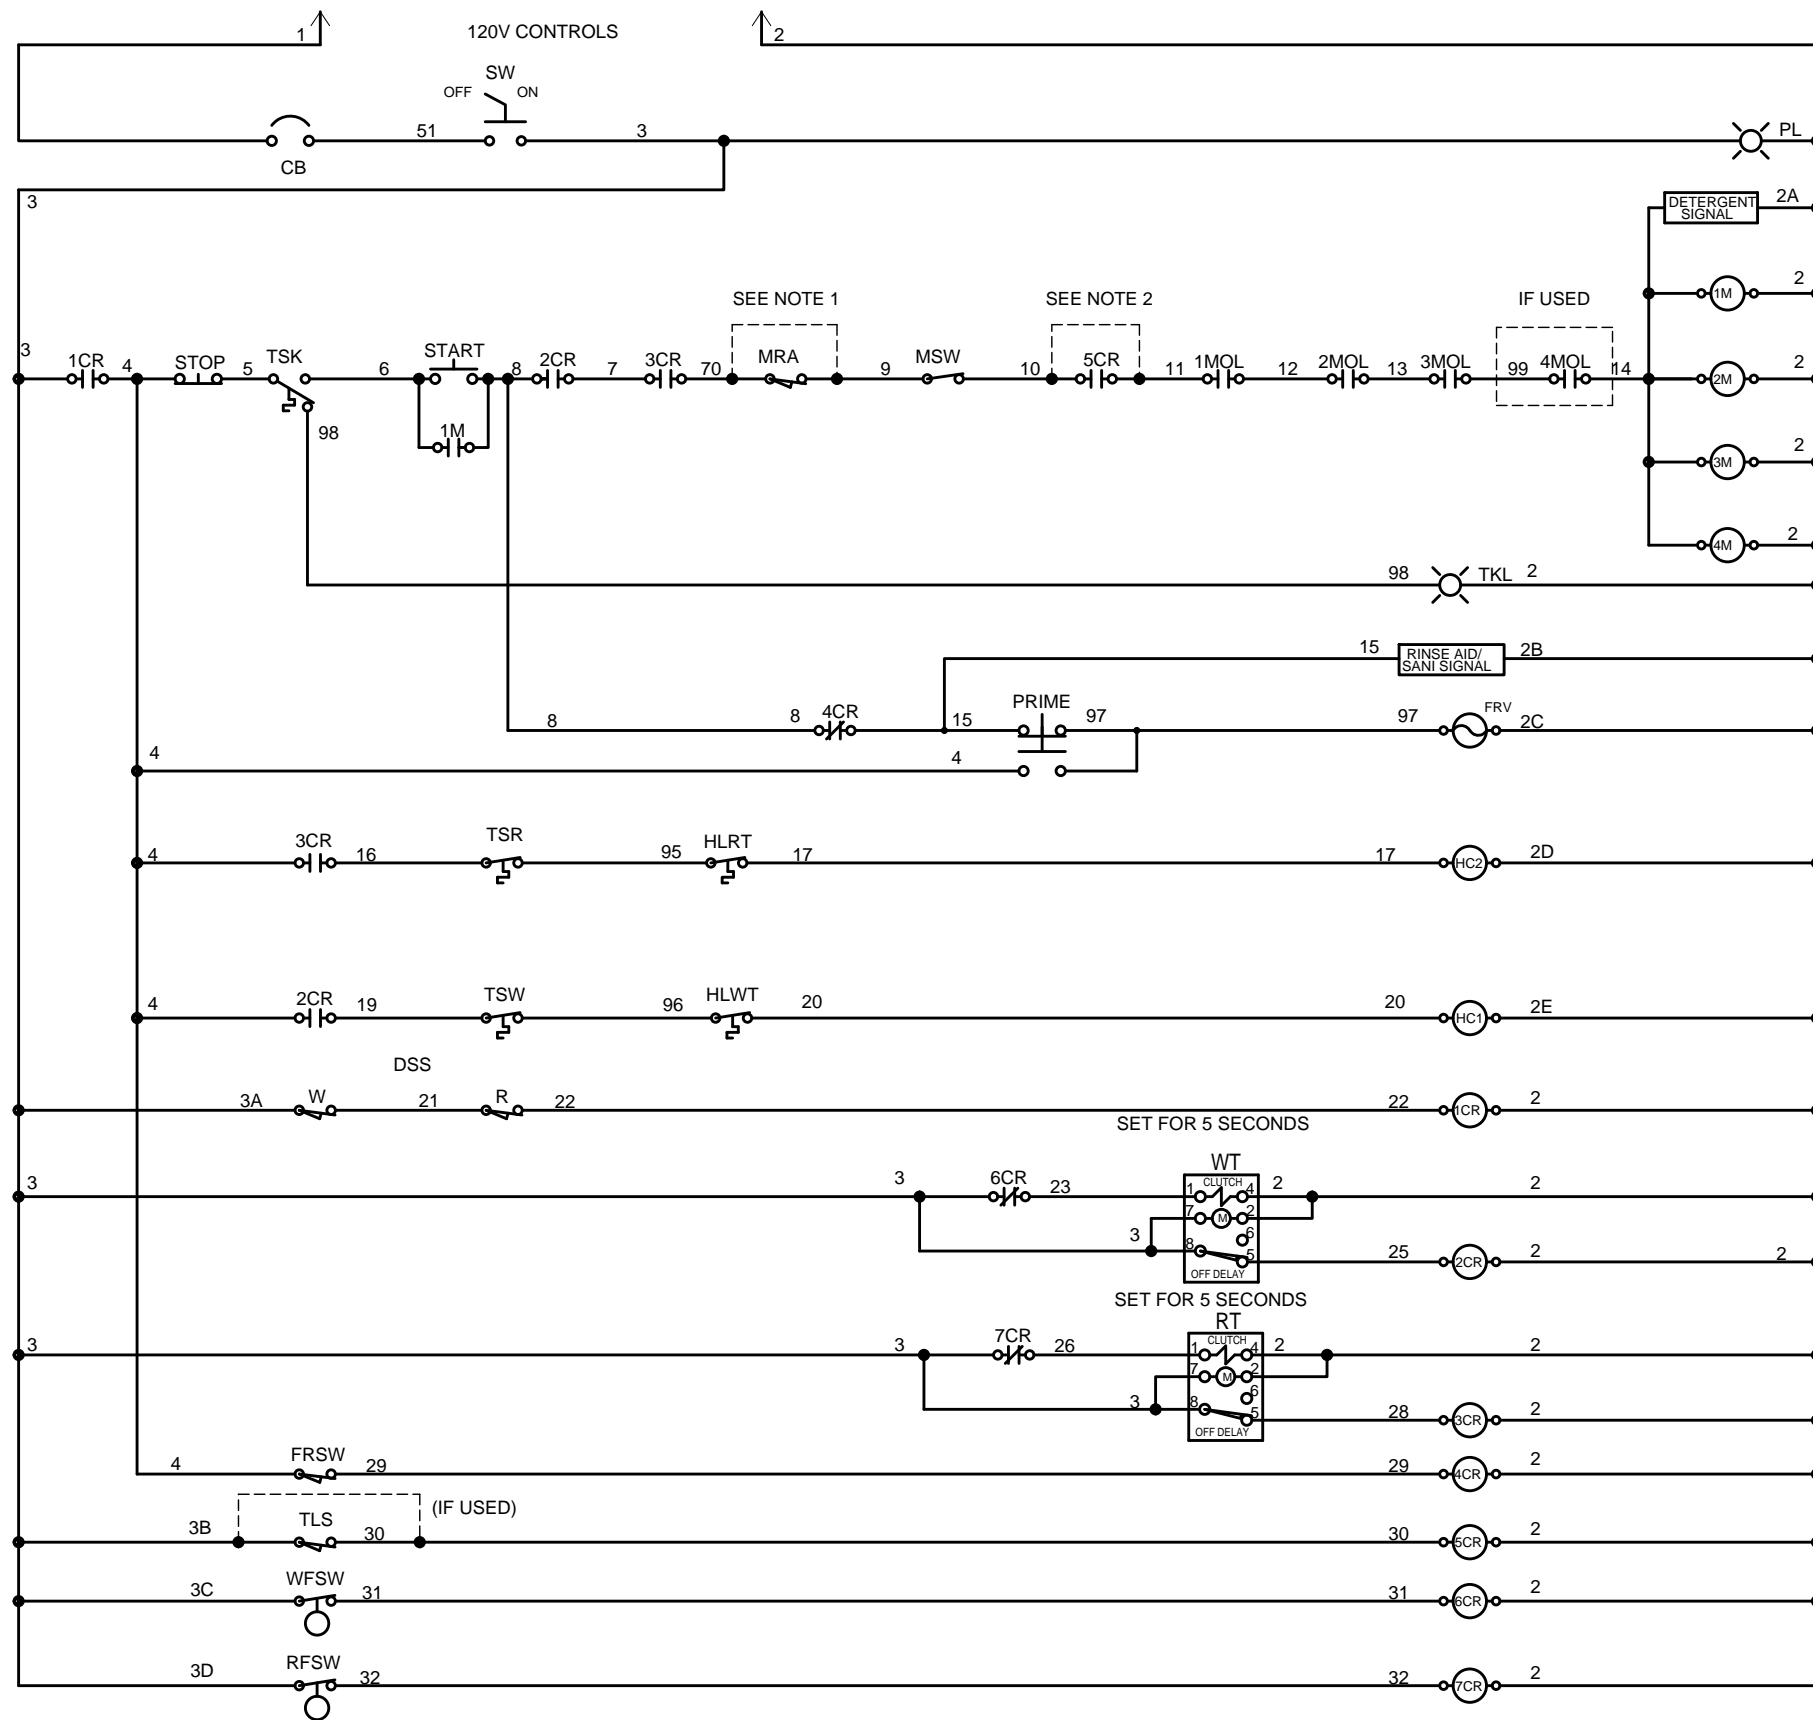 1 120V CONTROLS 2
SW
OFF ON
51 3 PL
CB
3
DETERGENT
SIGNAL
2A
2
1M
SEE NOTE 1 SEE NOTE 2 IF USED
3 1CR 4 STOP 5 TSK 6 START 8 2CR 7 3CR 70 MRA 9 MSW 10 5CR 11 1MOL 12 2MOL 13 3MOL 99 4MOL 14 2M 2
98 1M
3M 2
4M 2
98 TKL 2
15 RINSE AID/
SANI SIGNAL
2B
8 8 4CR 15 PRIME 97 97 FRV 2C
4 4
4 3CR 16 TSR 95 HLRT 17 17 HC2 2D
4 2CR 19 TSW 96 HLWT 20 20 HC1 2E
DSS
3A W 21 R 22 22 1CR 2
SET FOR 5 SECONDS
WT
3 3 6CR 23 1 CLUTCH 4 2 2
7 M 2
3 6
8 5 25 2CR 2 2
OFF DELAY
SET FOR 5 SECONDS
RT
3 3 7CR 26 1 CLUTCH 4 2 2
7 M 2
3 6
8 5 28 3CR 2
OFF DELAY
4 FRSW 29 29 4CR 2
(IF USED)
3B TLS 30 30 5CR 2
3C WFSW 31 31 6CR 2
3D RFSW 32 32 7CR 2